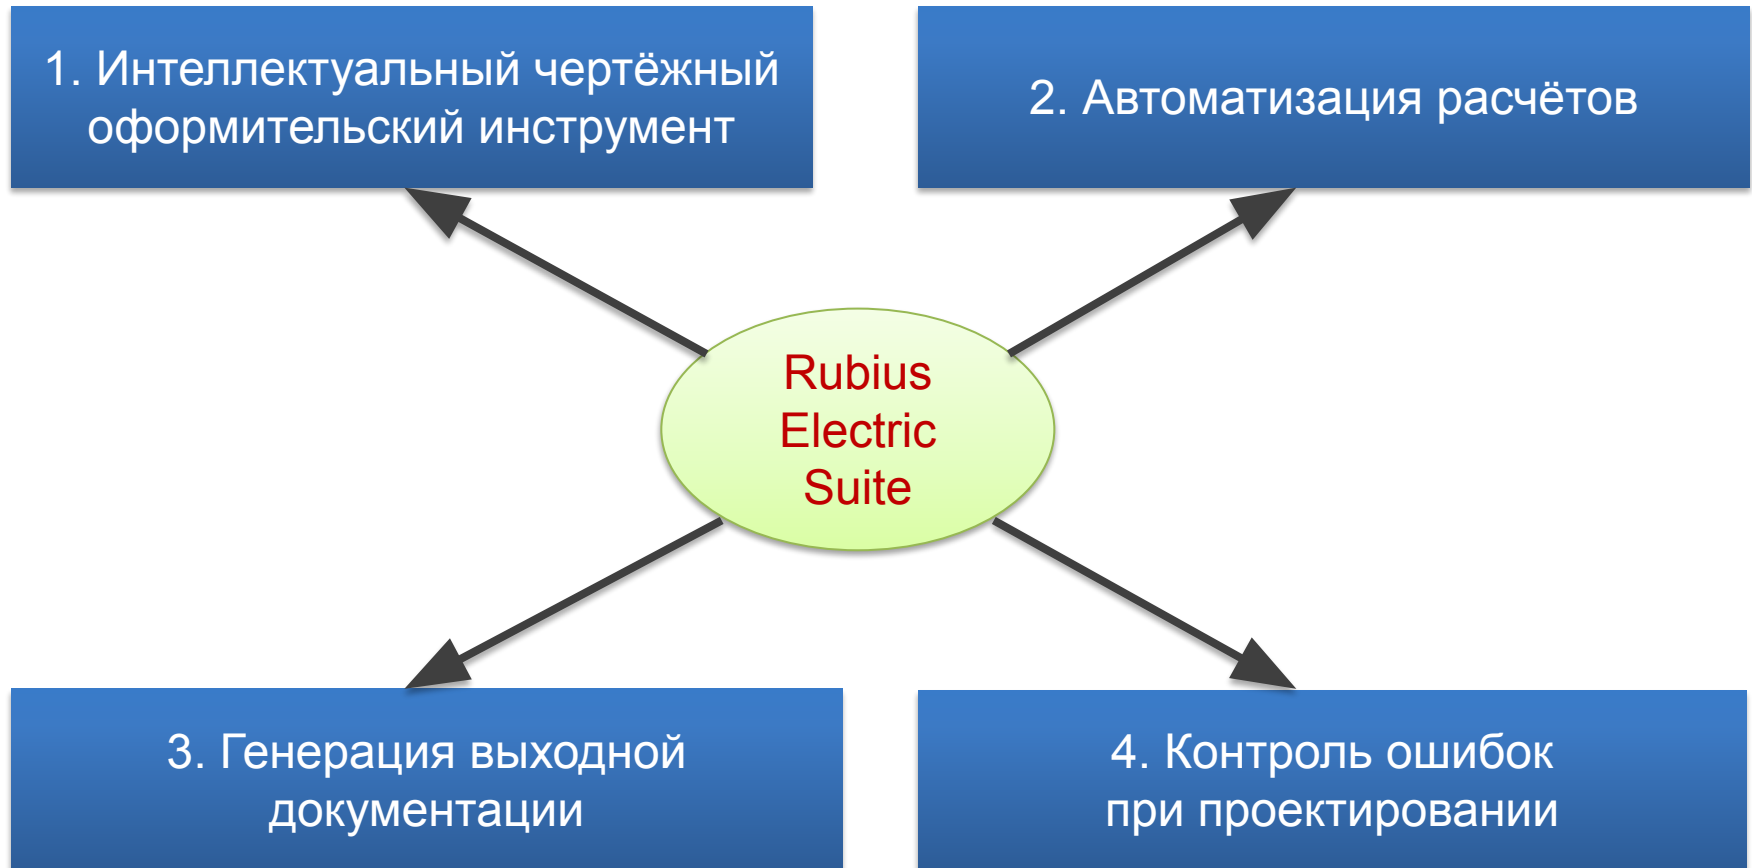 1. Интеллектуальный чертёжный
оформительский инструмент
2. Автоматизация расчётов
Rubius
Electric
Suite
3. Генерация выходной
документации
4. Контроль ошибок
при проектировании